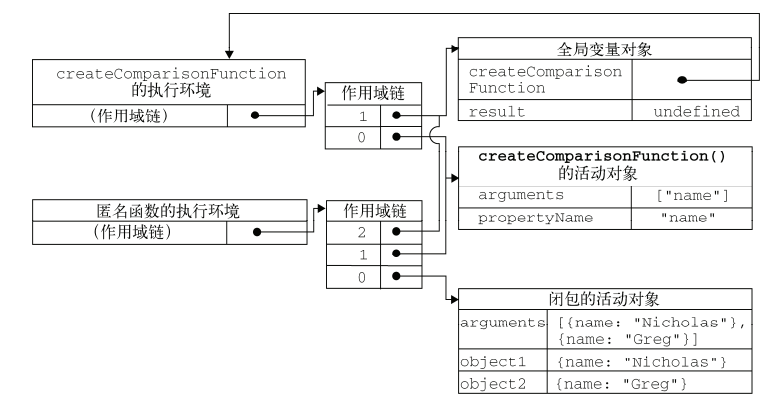 createComparisonFunction
的执行环境
(作用域链)
作用域链
1
0
全局变量对象
createComparison
Function
result undefined
createComparisonFunction()
的活动对象
arguments ["name"]
propertyName "name"
匿名函数的执行环境
(作用域链)
作用域链
2
1
0
闭包的活动对象
arguments [{name: "Nicholas"},
{name: "Greg"}]
object1 {name: "Nicholas"}
object2 {name: "Greg"}